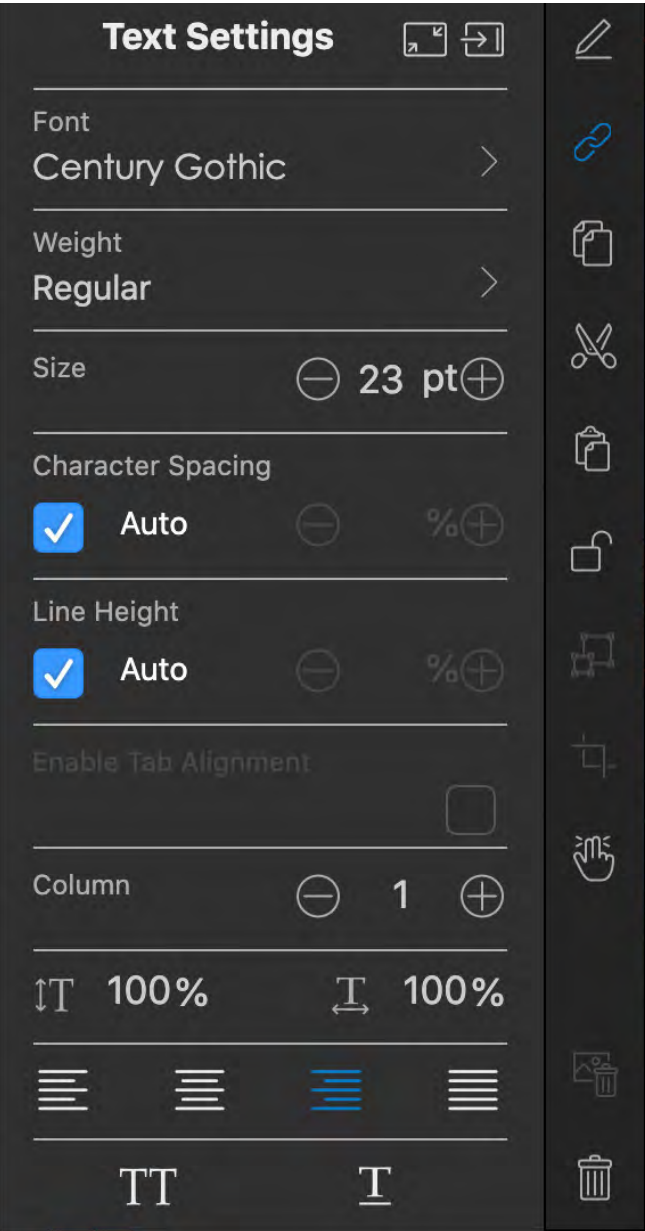 Text Settings
Font
Century Gothic
Weight
Regular
Size
23 pt
Character Spacing
Auto
%
Line Height
Auto
%
Enable Tab Alignment
Column
1
T 100%
T 100%
TT
T